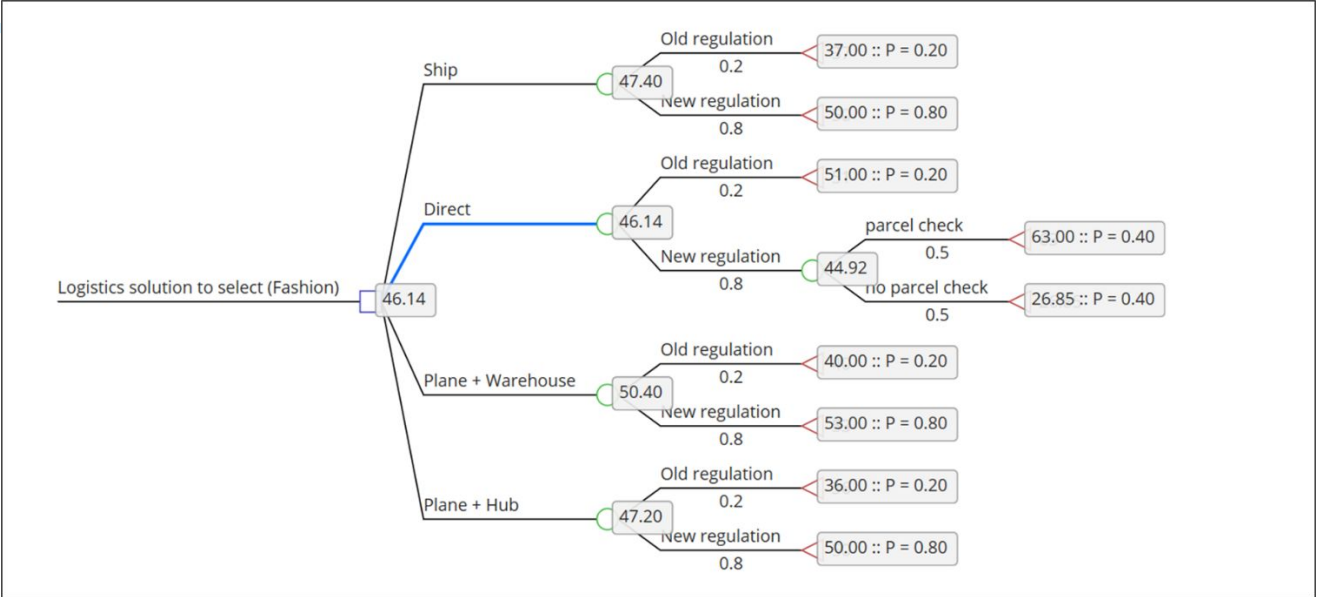 Old regulation
37.00 :: P = 0.20
0.2
Ship
47.40
New regulation
50.00 :: P = 0.80
0.8
Old regulation
51.00 :: P = 0.20
0.2
Direct
46.14
parcel check
63.00 :: P = 0.40
0.5
New regulation
44.92
0.8
no parcel check
26.85 :: P = 0.40
0.5
Logistics solution to select (Fashion)
46.14
Old regulation
40.00 :: P = 0.20
0.2
Plane + Warehouse
50.40
New regulation
53.00 :: P = 0.80
0.8
Old regulation
36.00 :: P = 0.20
0.2
Plane + Hub
47.20
New regulation
50.00 :: P = 0.80
0.8